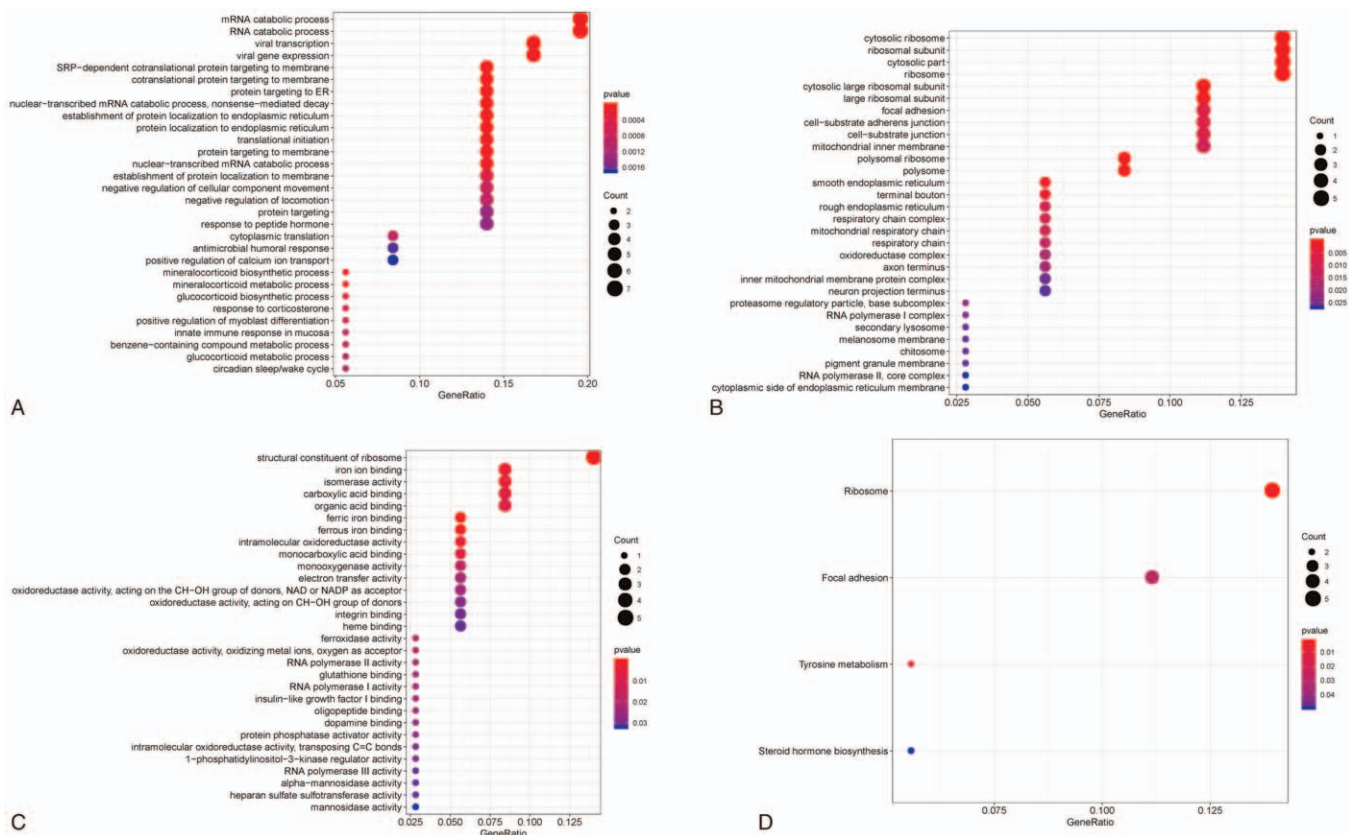 mRNA catabolic process
RNA catabolic process
viral transcription
viral gene expression
SRP−dependent cotranslational protein targeting to membrane
cotranslational protein targeting to membrane
protein targeting to ER
nuclear−transcribed mRNA catabolic process, nonsense−mediated decay
establishment of protein localization to endoplasmic reticulum
protein localization to endoplasmic reticulum
translational initiation
protein targeting to membrane
nuclear−transcribed mRNA catabolic process
establishment of protein localization to membrane
negative regulation of cellular component movement
negative regulation of locomotion
protein targeting
response to peptide hormone
cytoplasmic translation
antimicrobial humoral response
positive regulation of calcium ion transport
mineralocorticoid biosynthetic process
mineralocorticoid metabolic process
glucocorticoid biosynthetic process
response to corticosterone
positive regulation of myoblast differentiation
innate immune response in mucosa
benzene−containing compound metabolic process
glucocorticoid metabolic process
circadian sleep/wake cycle
0.05 0.10 0.15 0.20
GeneRatio
pvalue
0.0004
0.0008
0.0012
0.0016
Count
2
3
4
5
6
7
A
cytosolic ribosome
ribosomal subunit
cytosolic part
ribosome
cytosolic large ribosomal subunit
large ribosomal subunit
focal adhesion
cell−substrate adherens junction
cell−substrate junction
mitochondrial inner membrane
polysomal ribosome
polysome
smooth endoplasmic reticulum
terminal bouton
rough endoplasmic reticulum
respiratory chain complex
mitochondrial respiratory chain
respiratory chain
oxidoreductase complex
axon terminus
inner mitochondrial membrane protein complex
neuron projection terminus
proteasome regulatory particle, base subcomplex
RNA polymerase I complex
secondary lysosome
melanosome membrane
chitosome
pigment granule membrane
RNA polymerase II, core complex
cytoplasmic side of endoplasmic reticulum membrane
0.025 0.050 0.075 0.100 0.125
GeneRatio
Count
1
2
3
4
5
pvalue
0.005
0.010
0.015
0.020
0.025
B
structural constituent of ribosome
iron ion binding
isomerase activity
carboxylic acid binding
organic acid binding
ferric iron binding
ferrous iron binding
intramolecular oxidoreductase activity
monocarboxylic acid binding
monooxygenase activity
electron transfer activity
oxidoreductase activity, acting on the CH−OH group of donors, NAD or NADP as acceptor
oxidoreductase activity, acting on CH−OH group of donors
integrin binding
heme binding
ferroxidase activity
oxidoreductase activity, oxidizing metal ions, oxygen as acceptor
RNA polymerase II activity
glutathione binding
RNA polymerase I activity
insulin−like growth factor I binding
oligopeptide binding
dopamine binding
protein phosphatase activator activity
intramolecular oxidoreductase activity, transposing C=C bonds
1−phosphatidylinositol−3−kinase regulator activity
RNA polymerase III activity
alpha−mannosidase activity
heparan sulfate sulfotransferase activity
mannosidase activity
0.025 0.050 0.075 0.100 0.125
GeneRatio
Count
1
2
3
4
5
pvalue
0.01
0.02
0.03
C
Ribosome
Focal adhesion
Tyrosine metabolism
Steroid hormone biosynthesis
0.075 0.100 0.125
GeneRatio
Count
2
3
4
5
pvalue
0.01
0.02
0.03
0.04
D